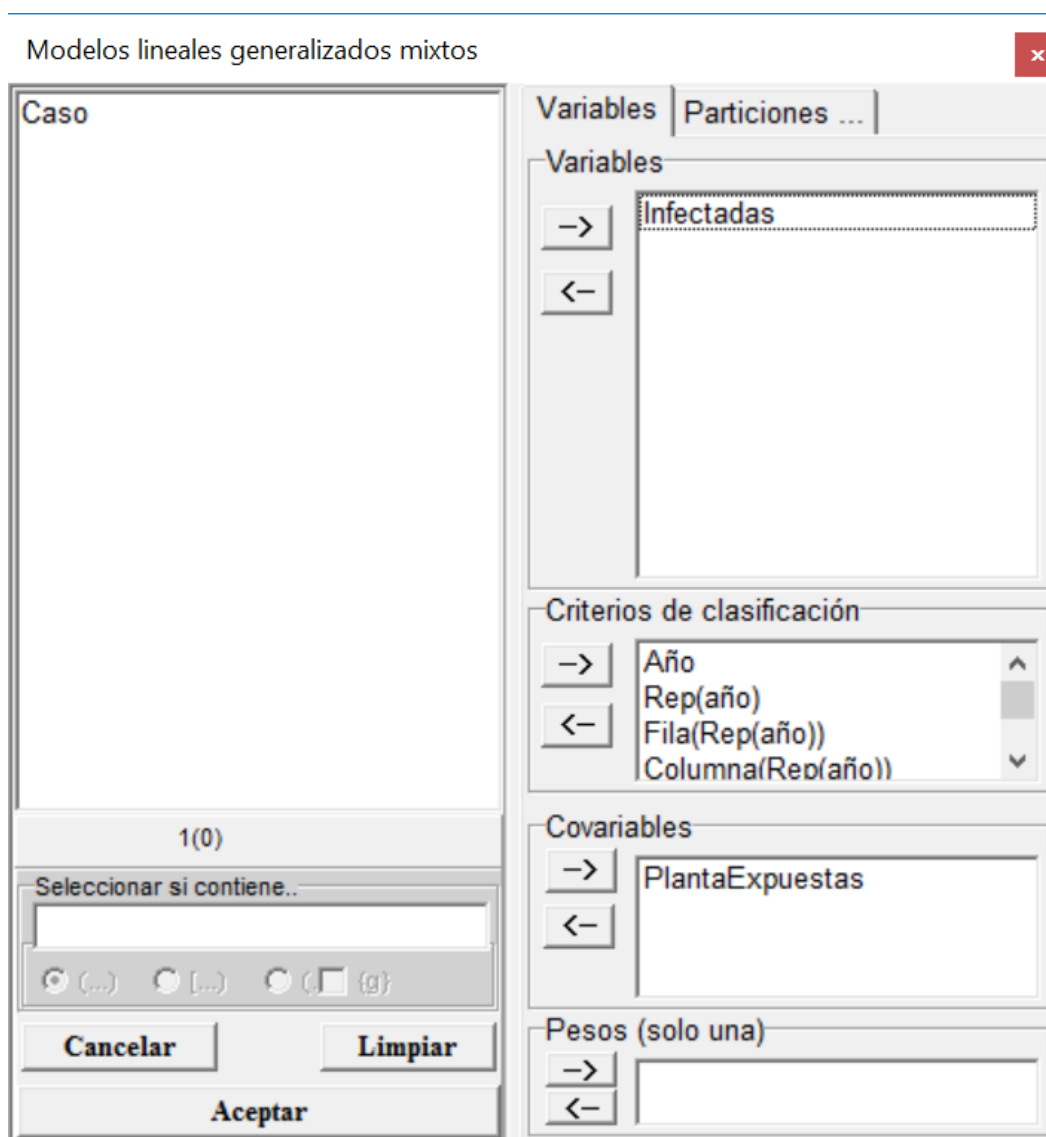 Modelos lineales generalizados mixtos
x
Caso
1(0)
Seleccionar si contiene..
(...) [...) (. {g}
Cancelar Limpiar
Aceptar
Variables Particiones ...
Variables
-->
<--
Infectadas
Criterios de clasificación
-->
<--
Año
Rep(año)
Fila(Rep(año))
Columna(Rep(año))
Covariables
-->
<--
PlantaExpuestas
Pesos (solo una)
-->
<--